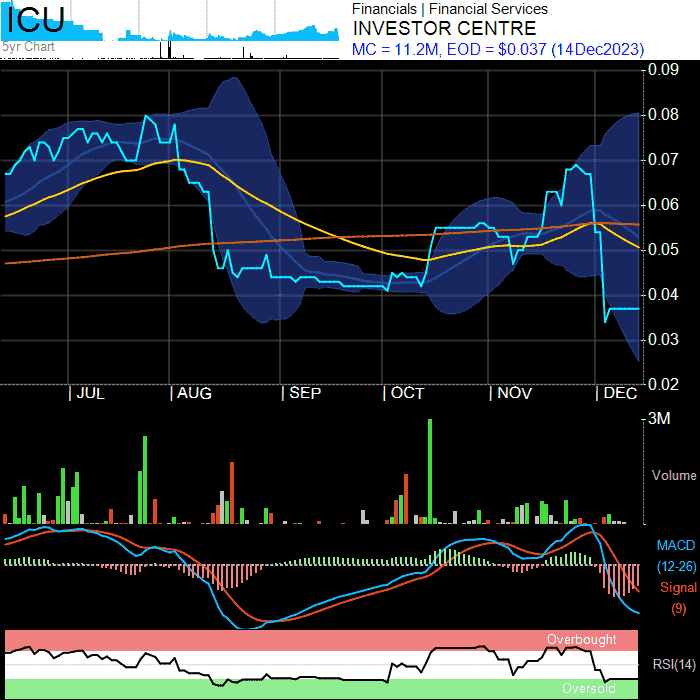 ICU
5yr Chart
Financials | Financial Services
INVESTOR CENTRE
MC = 11.2M, EOD = $0.037 (14Dec2023)
0.09
0.08
0.07
0.06
0.05
0.04
0.03
0.02
JUL
AUG
SEP
OCT
NOV
DEC
3M
Volume
MACD
(12-26)
Signal
(9)
Overbought
RSI(14)
Oversold